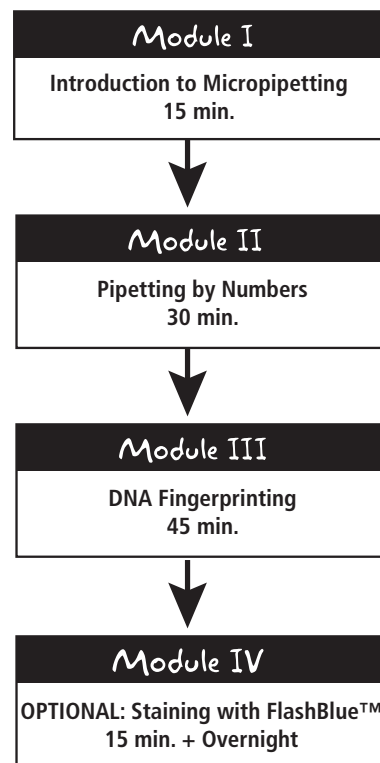 Module I
Introduction to Micropipetting
15 min.
Module II
Pipetting by Numbers
30 min.
Module III
DNA Fingerprinting
45 min.
Module IV
OPTIONAL: Staining with FlashBlue™
15 min. + Overnight